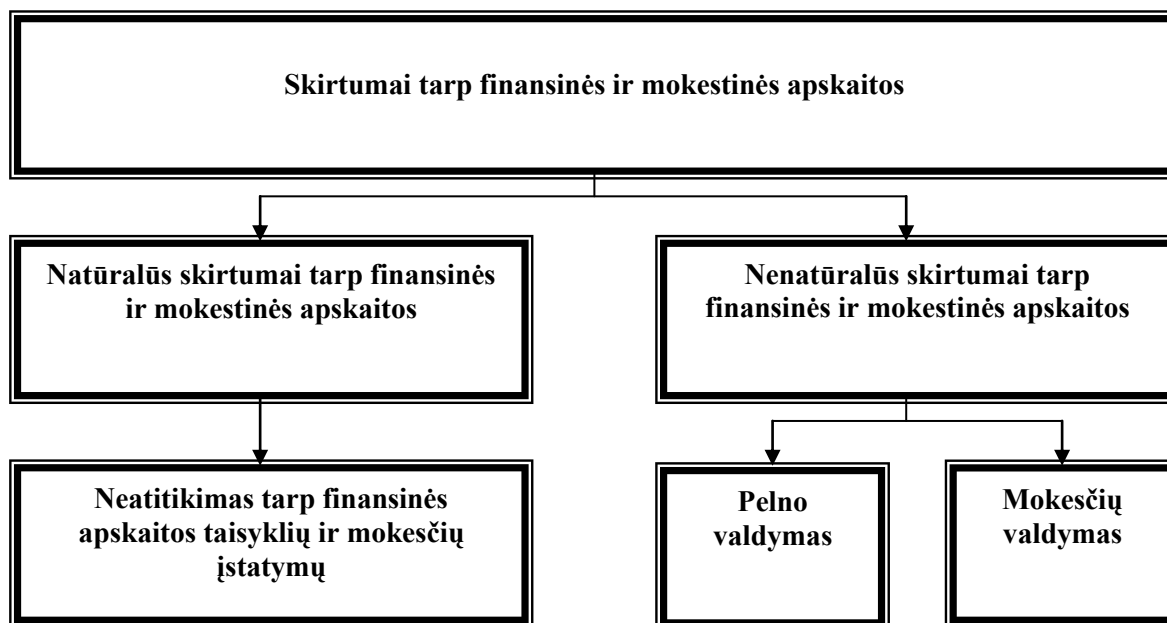 Skirtumai tarp finansinės ir mokestinės apskaitos
Natūralūs skirtumai tarp finansinės
ir mokestinės apskaitos
Nenatūralūs skirtumai tarp
finansinės ir mokestinės apskaitos
Neatitikimas tarp finansinės
apskaitos taisyklių ir mokesčių
įstatymų
Pelno
valdymas
Mokesčių
valdymas